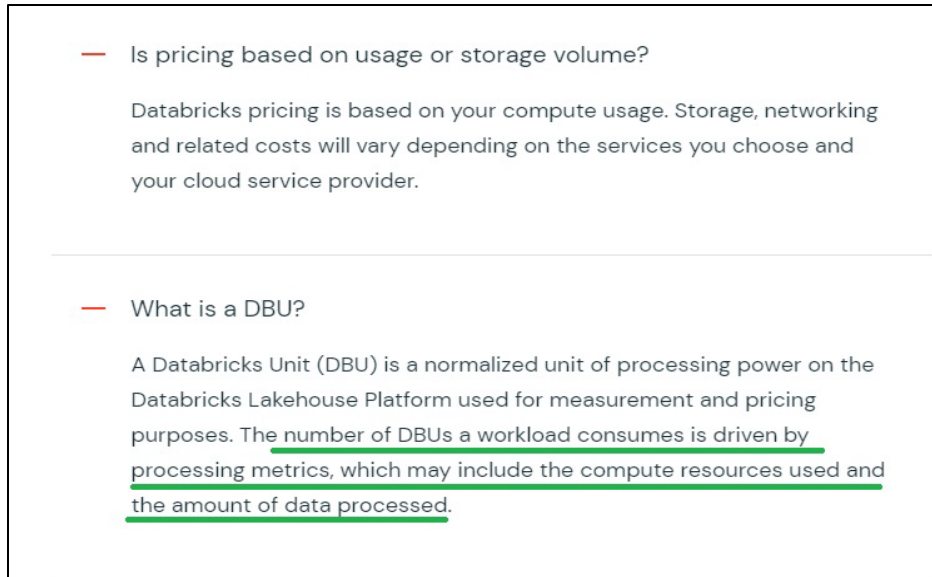 Is pricing based on usage or storage volume?
Databricks pricing is based on your compute usage. Storage, networking
and related costs will vary depending on the services you choose and
your cloud service provider.
What is a DBU?
A Databricks Unit (DBU) is a normalized unit of processing power on the
Databricks Lakehouse Platform used for measurement and pricing
purposes. The number of DBUs a workload consumes is driven by
processing metrics, which may include the compute resources used and
the amount of data processed.